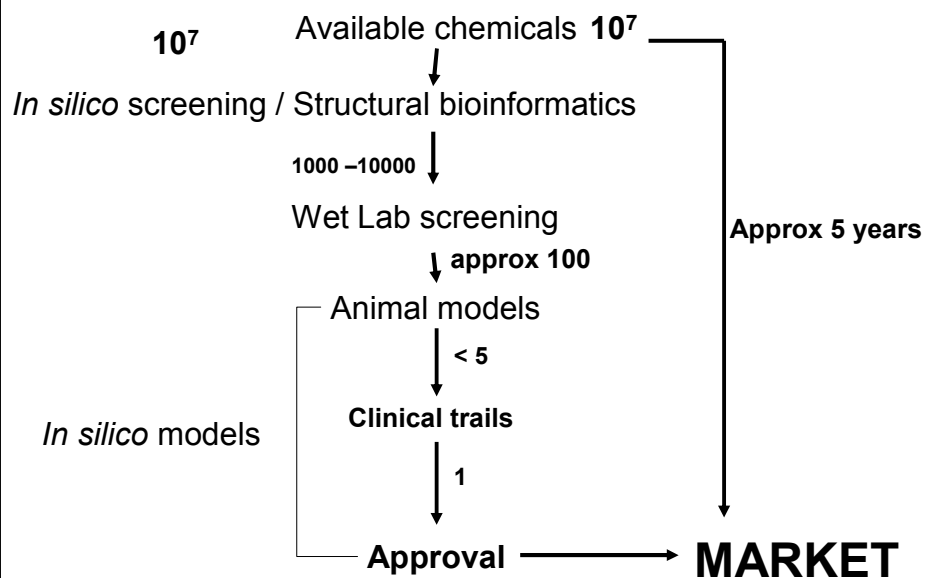 10⁷
Available chemicals 10⁷
In silico screening / Structural bioinformatics
1000 –10000
Wet Lab screening
Approx 5 years
approx 100
Animal models
< 5
Clinical trails
In silico models
1
Approval
MARKET